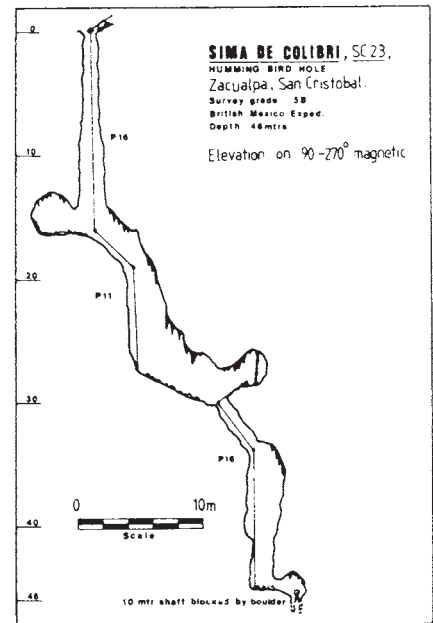 SIMA DE COLIBRI, SC23,
HUMMING BIRD HOLE
Zacualpa, San Cristobal.
Survey grade 5B
British Mexico Exped.
Depth 46mtrs
Elevation on 90-270° magnetic
0
P16
10
20
P11
30
P16
0 10m
Scale
40
46
10 mtr shaft blocked by boulder